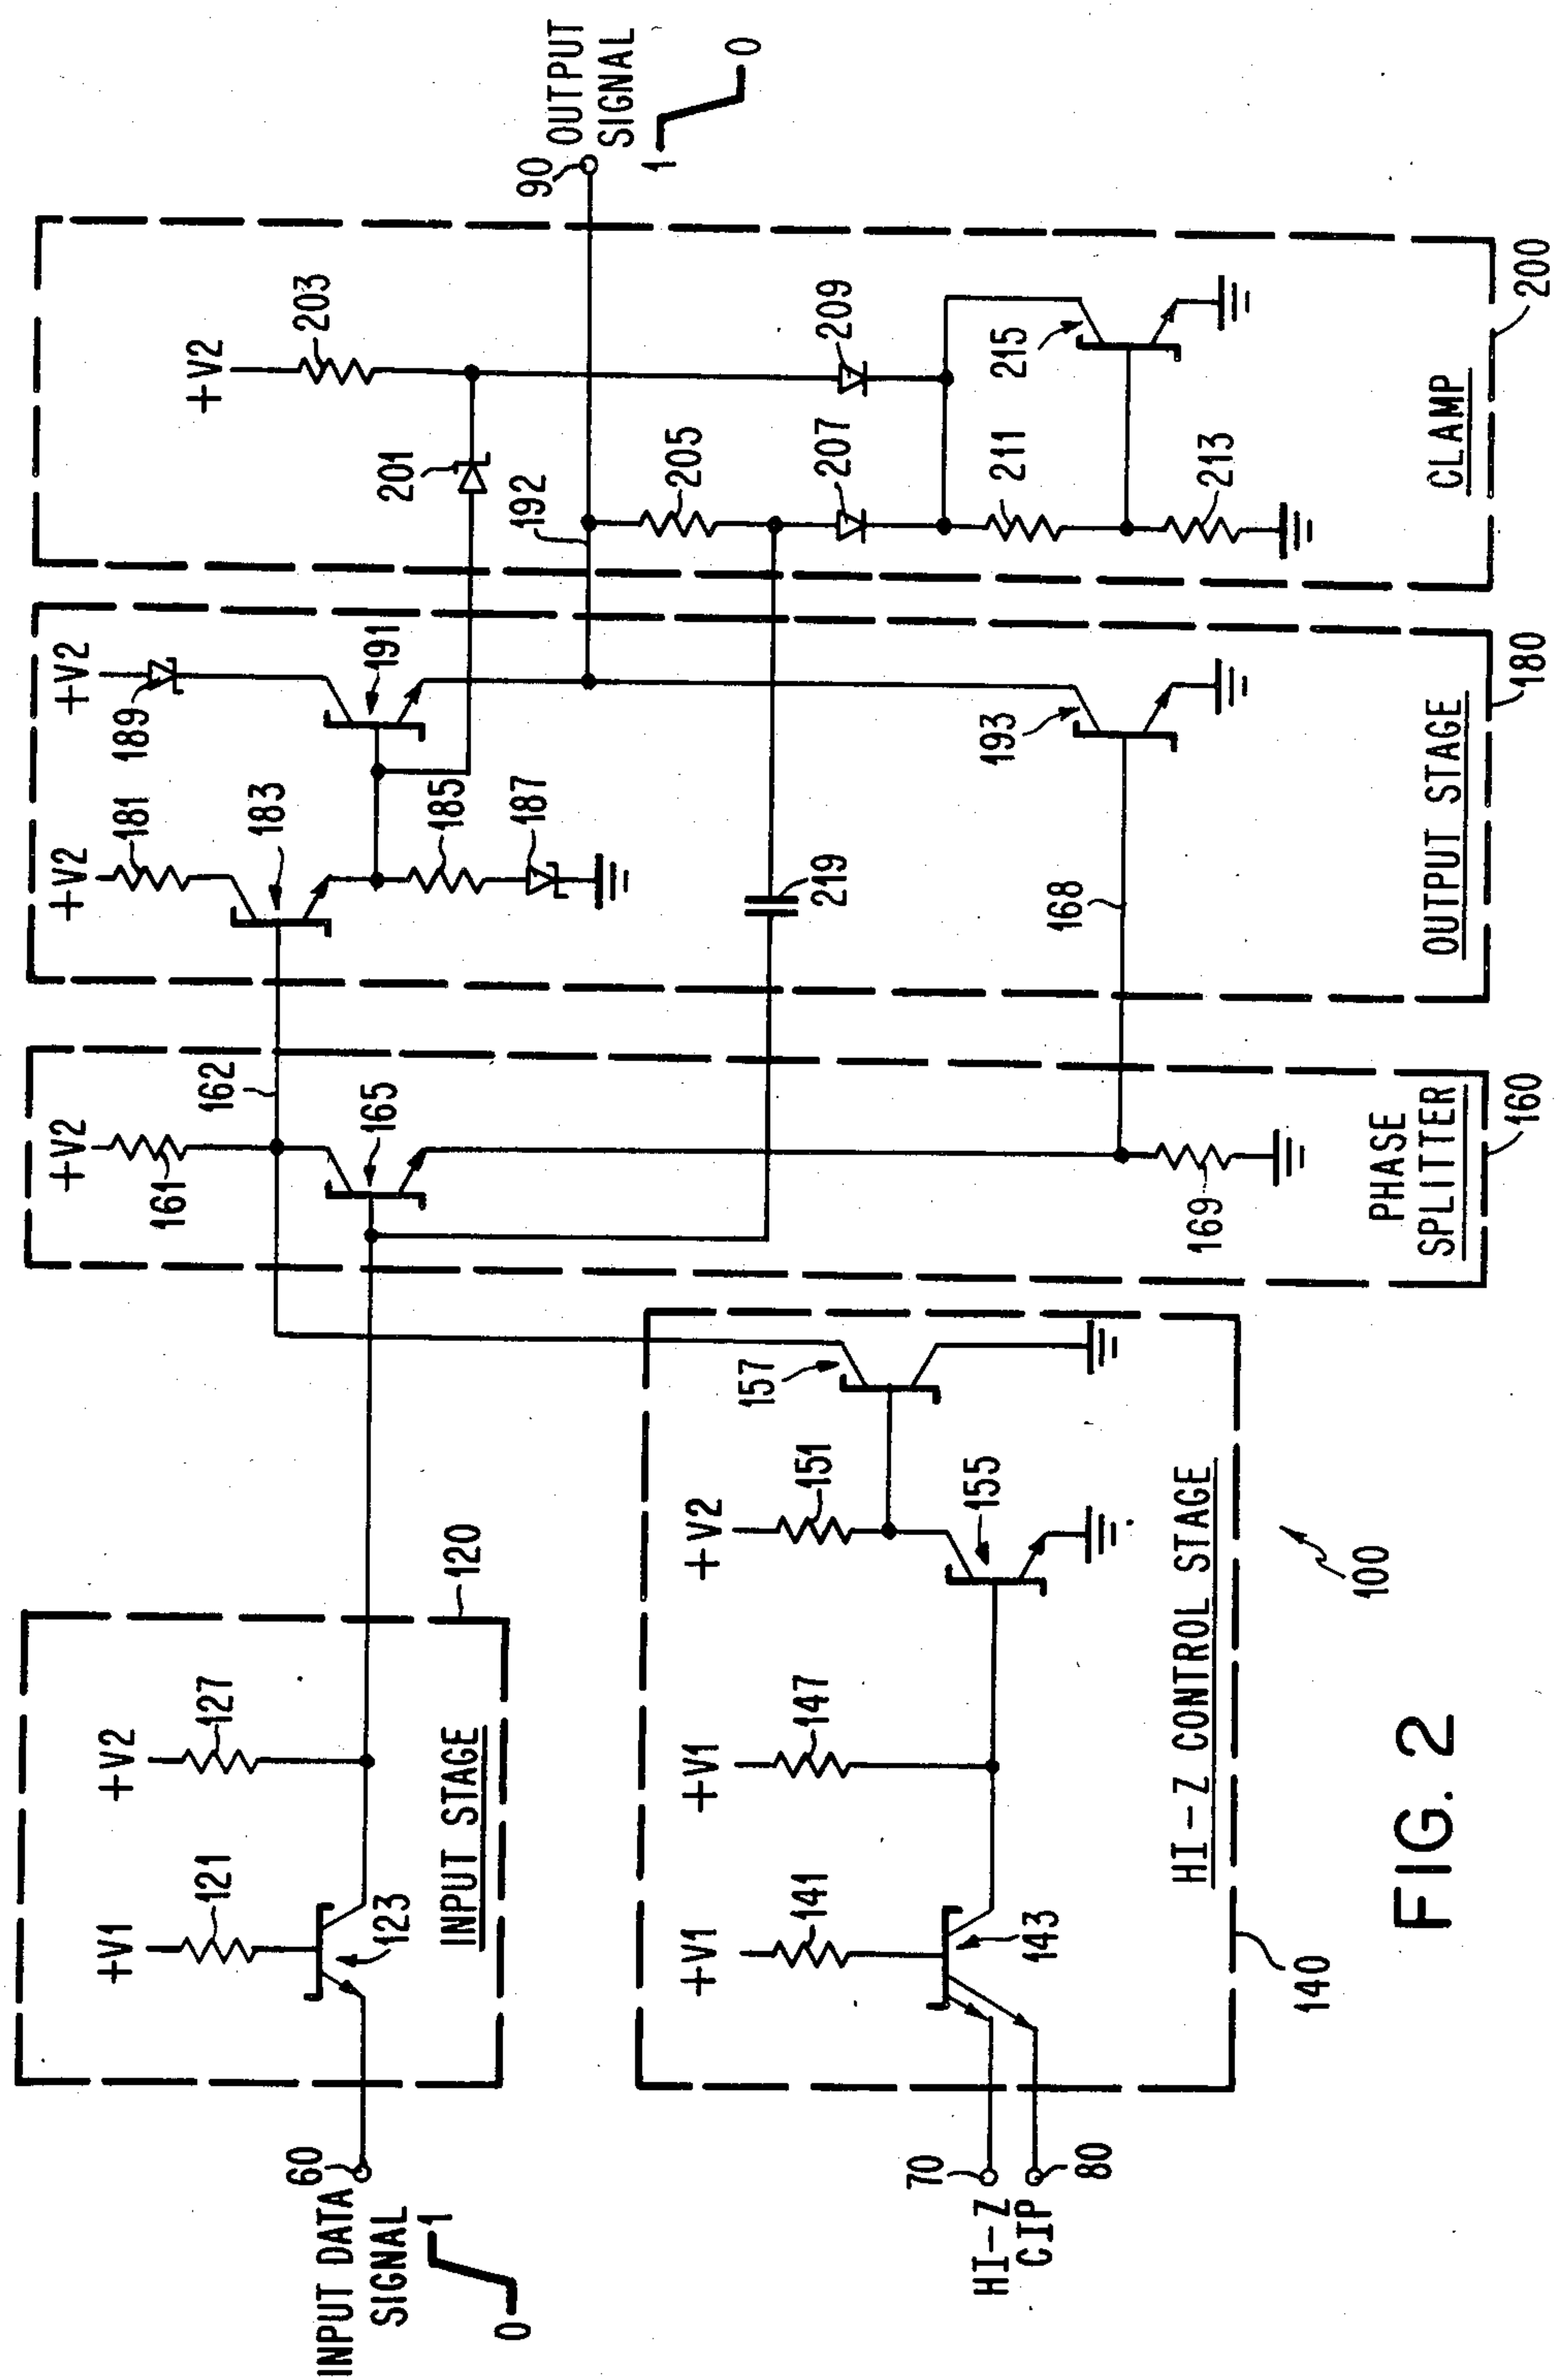 +V1
121
123
+V2
127
INPUT STAGE
120
60
INPUT DATA
SIGNAL
1
0
+V1
141
143
+V1
147
+V2
151
155
157
70
HI-Z
CIP
80
HI-Z CONTROL STAGE
140
100
+V2
161
162
165
169
PHASE
SPLITTER
160
+V2
181
183
+V2
189
191
185
187
219
168
193
OUTPUT STAGE
180
+V2
203
201
192
205
207
209
211
213
215
CLAMP
200
90
OUTPUT
SIGNAL
1
0
FIG. 2